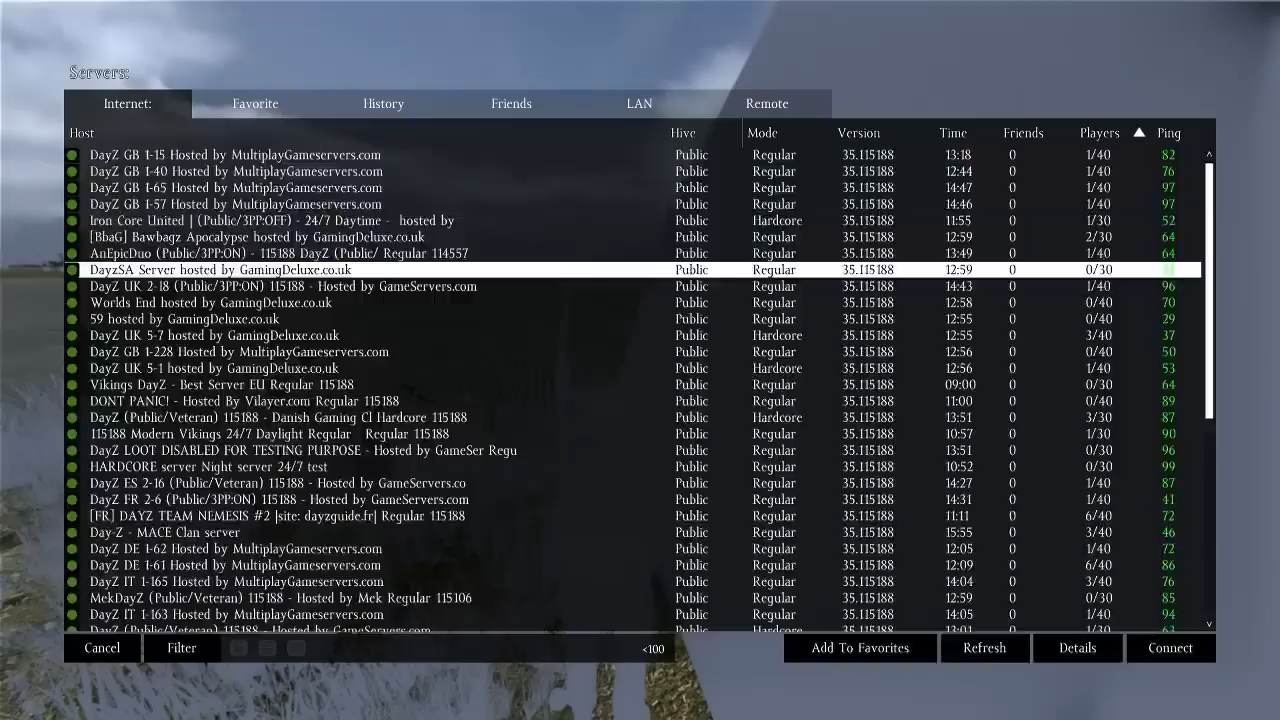 Servers:
Internet: Favorite History Friends LAN Remote
Host Hive Mode Version Time Friends Players Ping
DayZ GB 1-15 Hosted by MultiplayGameservers.com Public Regular 35.115188 13:18 0 1/40 82
DayZ GB 1-40 Hosted by MultiplayGameservers.com Public Regular 35.115188 12:44 0 1/40 76
DayZ GB 1-65 Hosted by MultiplayGameservers.com Public Regular 35.115188 14:47 0 1/40 97
DayZ GB 1-57 Hosted by MultiplayGameservers.com Public Regular 35.115188 14:46 0 1/40 97
Iron Core United | (Public/3PP:OFF) - 24/7 Daytime - hosted by Public Hardcore 35.115188 11:55 0 1/30 52
[BbaG] Bawbagz Apocalypse hosted by GamingDeluxe.co.uk Public Regular 35.115188 12:59 0 2/30 64
AnEpicDuo (Public/3PP:ON) - 115188 DayZ (Public/ Regular 114557 Public Regular 35.115188 13:49 0 1/40 64
DayzSA Server hosted by GamingDeluxe.co.uk Public Regular 35.115188 12:59 0 0/30
DayZ UK 2-18 (Public/3PP:ON) 115188 - Hosted by GameServers.com Public Regular 35.115188 14:43 0 1/40 96
Worlds End hosted by GamingDeluxe.co.uk Public Regular 35.115188 12:58 0 0/40 70
59 hosted by GamingDeluxe.co.uk Public Regular 35.115188 12:55 0 0/40 29
DayZ UK 5-7 hosted by GamingDeluxe.co.uk Public Hardcore 35.115188 12:55 0 3/40 37
DayZ GB 1-228 Hosted by MultiplayGameservers.com Public Regular 35.115188 12:56 0 0/40 50
DayZ UK 5-1 hosted by GamingDeluxe.co.uk Public Hardcore 35.115188 12:56 0 1/40 53
Vikings DayZ - Best Server EU Regular 115188 Public Regular 35.115188 09:00 0 0/30 64
DONT PANIC! - Hosted By Vilayer.com Regular 115188 Public Regular 35.115188 11:00 0 0/40 89
DayZ (Public/Veteran) 115188 - Danish Gaming Cl Hardcore 115188 Public Hardcore 35.115188 13:51 0 3/30 87
115188 Modern Vikings 24/7 Daylight Regular Regular 115188 Public Regular 35.115188 10:57 0 1/30 90
DayZ LOOT DISABLED FOR TESTING PURPOSE - Hosted by GameSer Regu Public Regular 35.115188 13:51 0 0/30 96
HARDCORE server Night server 24/7 test Public Regular 35.115188 10:52 0 0/30 99
DayZ ES 2-16 (Public/Veteran) 115188 - Hosted by GameServers.co Public Regular 35.115188 14:27 0 1/40 87
DayZ FR 2-6 (Public/3PP:ON) 115188 - Hosted by GameServers.com Public Regular 35.115188 14:31 0 1/40 41
[FR] DAYZ TEAM NEMESIS #2 |site: dayzguide.fr| Regular 115188 Public Regular 35.115188 11:11 0 6/40 72
Day-Z - MACE Clan server Public Regular 35.115188 15:55 0 3/40 46
DayZ DE 1-62 Hosted by MultiplayGameservers.com Public Regular 35.115188 12:05 0 1/40 72
DayZ DE 1-61 Hosted by MultiplayGameservers.com Public Regular 35.115188 12:09 0 6/40 86
DayZ IT 1-165 Hosted by MultiplayGameservers.com Public Regular 35.115188 14:04 0 3/40 76
MekDayZ (Public/Veteran) 115188 - Hosted by Mek Regular 115106 Public Regular 35.115188 12:59 0 0/30 85
DayZ IT 1-163 Hosted by MultiplayGameservers.com Public Regular 35.115188 14:05 0 1/40 94
DayZ (Public/Veteran) 115188 - Hosted by GameServers.com Public Hardcore 35.115188 13:01 0 1/30 63
Cancel Filter <100 Add To Favorites Refresh Details Connect